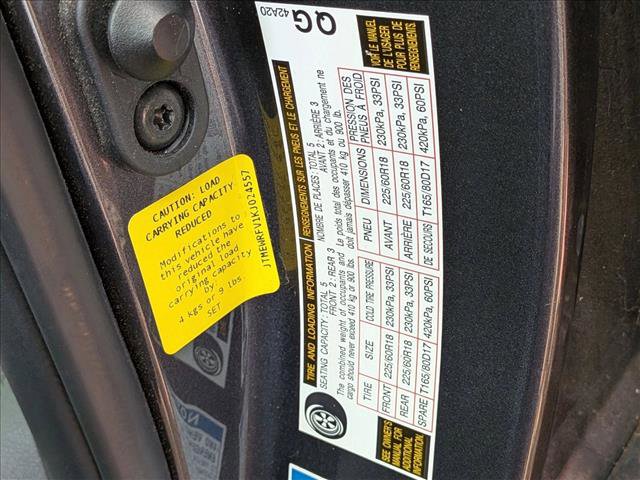 CAUTION: LOAD
CARRYING CAPACITY
REDUCED
Modifications to
this vehicle have
reduced the
original load
carrying capacity
by:
4 kgs or 9 lbs.
SET
JTMEWRFV1KJ024557
TIRE AND LOADING INFORMATION
RENSEIGNEMENTS SUR LES PNEUS ET LE CHARGEMENT
SEATING CAPACITY: TOTAL 5
FRONT 2: REAR 3
NOMBRE DE PLACES: TOTAL 5
AVANT 2: ARRIÈRE 3
The combined weight of occupants and
cargo should never exceed 410 kg or 900 lbs.
Le poids total des occupants et du chargement ne
doit jamais dépasser 410 kg ou 900 lb.
TIRE SIZE COLD TIRE PRESSURE
FRONT 225/60R18 230kPa, 33PSI
REAR 225/60R18 230kPa, 33PSI
SPARE T165/80D17 420kPa, 60PSI
PNEU DIMENSIONS PRESSION DES PNEUS À FROID
AVANT 225/60R18 230kPa, 33PSI
ARRIÈRE 225/60R18 230kPa, 33PSI
DE SECOURS T165/80D17 420kPa, 60PSI
SEE OWNER'S
MANUAL FOR
ADDITIONAL
INFORMATION
VOIR LE MANUEL
DE L'USAGER
POUR PLUS DE
RENSEIGNEMENTS
QG
42A20